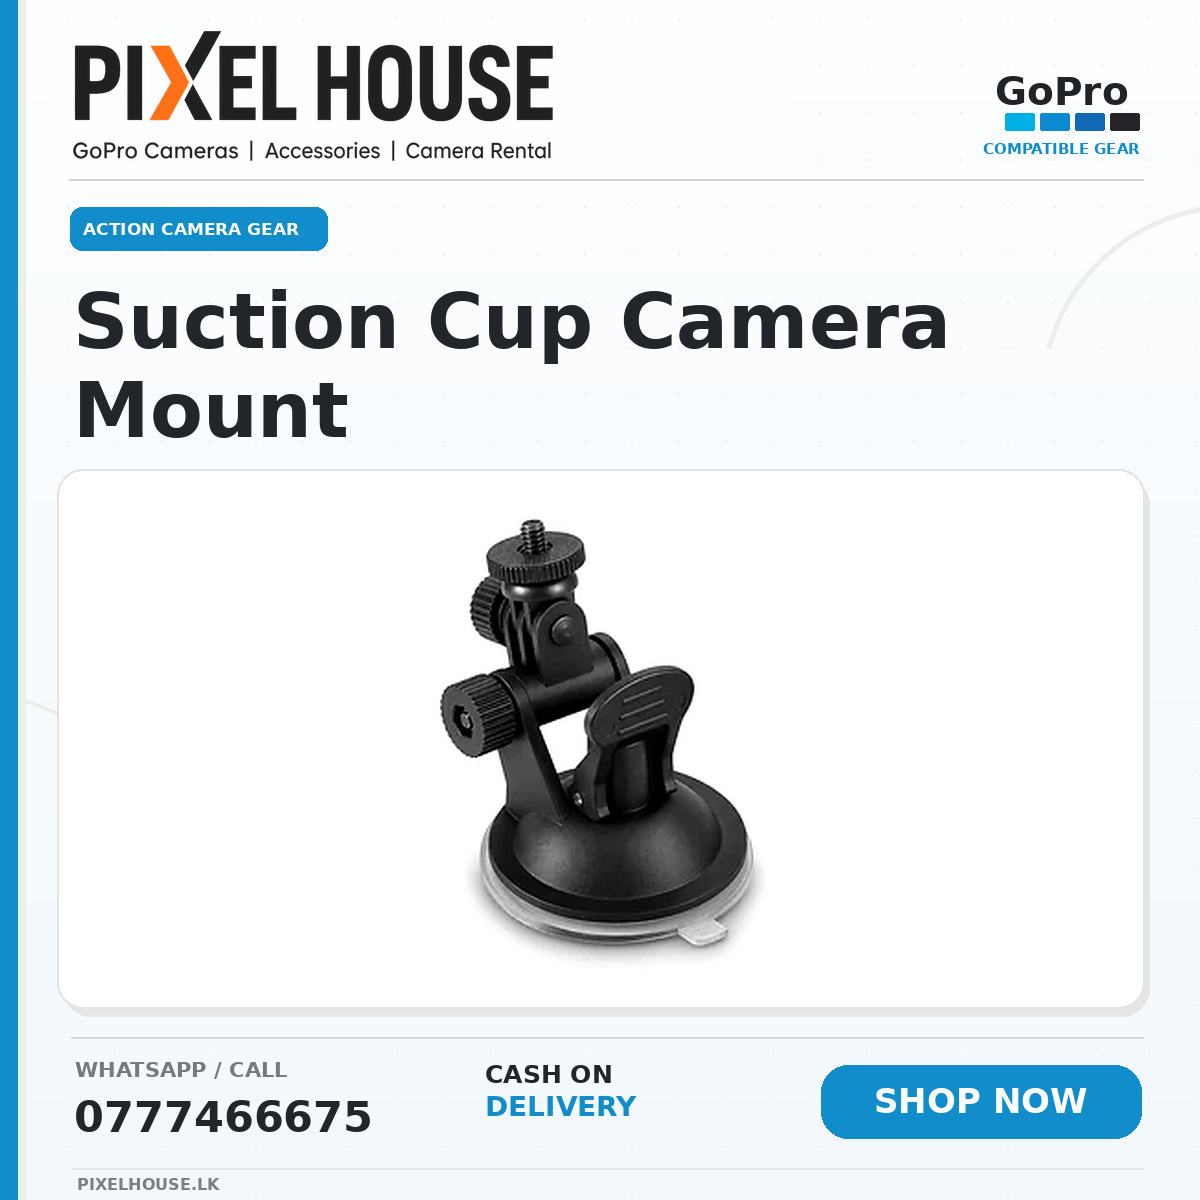 PIXEL HOUSE
GoPro Cameras | Accessories | Camera Rental
GoPro
COMPATIBLE GEAR
ACTION CAMERA GEAR
Suction Cup Camera
Mount
WHATSAPP / CALL
0777466675
CASH ON
DELIVERY
SHOP NOW
PIXELHOUSE.LK